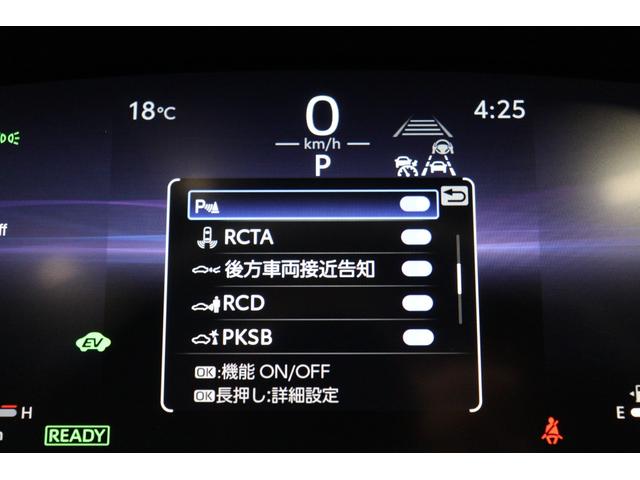 18℃
0
km/h
4:25
P
P
RCTA
後方車両接近告知
RCD
PKSB
OK:機能 ON/OFF
OK長押し:詳細設定
EV
H
READY
E